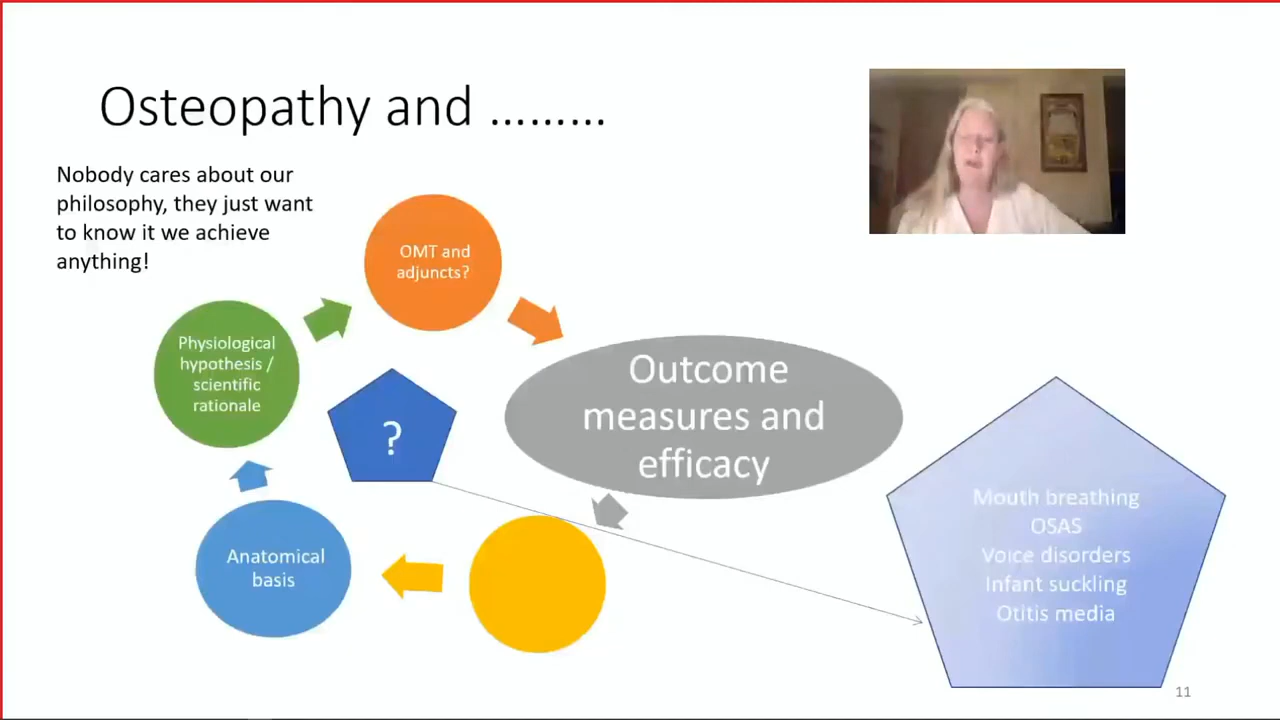 Osteopathy and .........
Nobody cares about our
philosophy, they just want
to know it we achieve
anything!
OMT and
adjuncts?
Physiological
hypothesis /
scientific
rationale
?
Outcome
measures and
efficacy
Anatomical
basis
Mouth breathing
OSAS
Voice disorders
Infant suckling
Otitis media
11